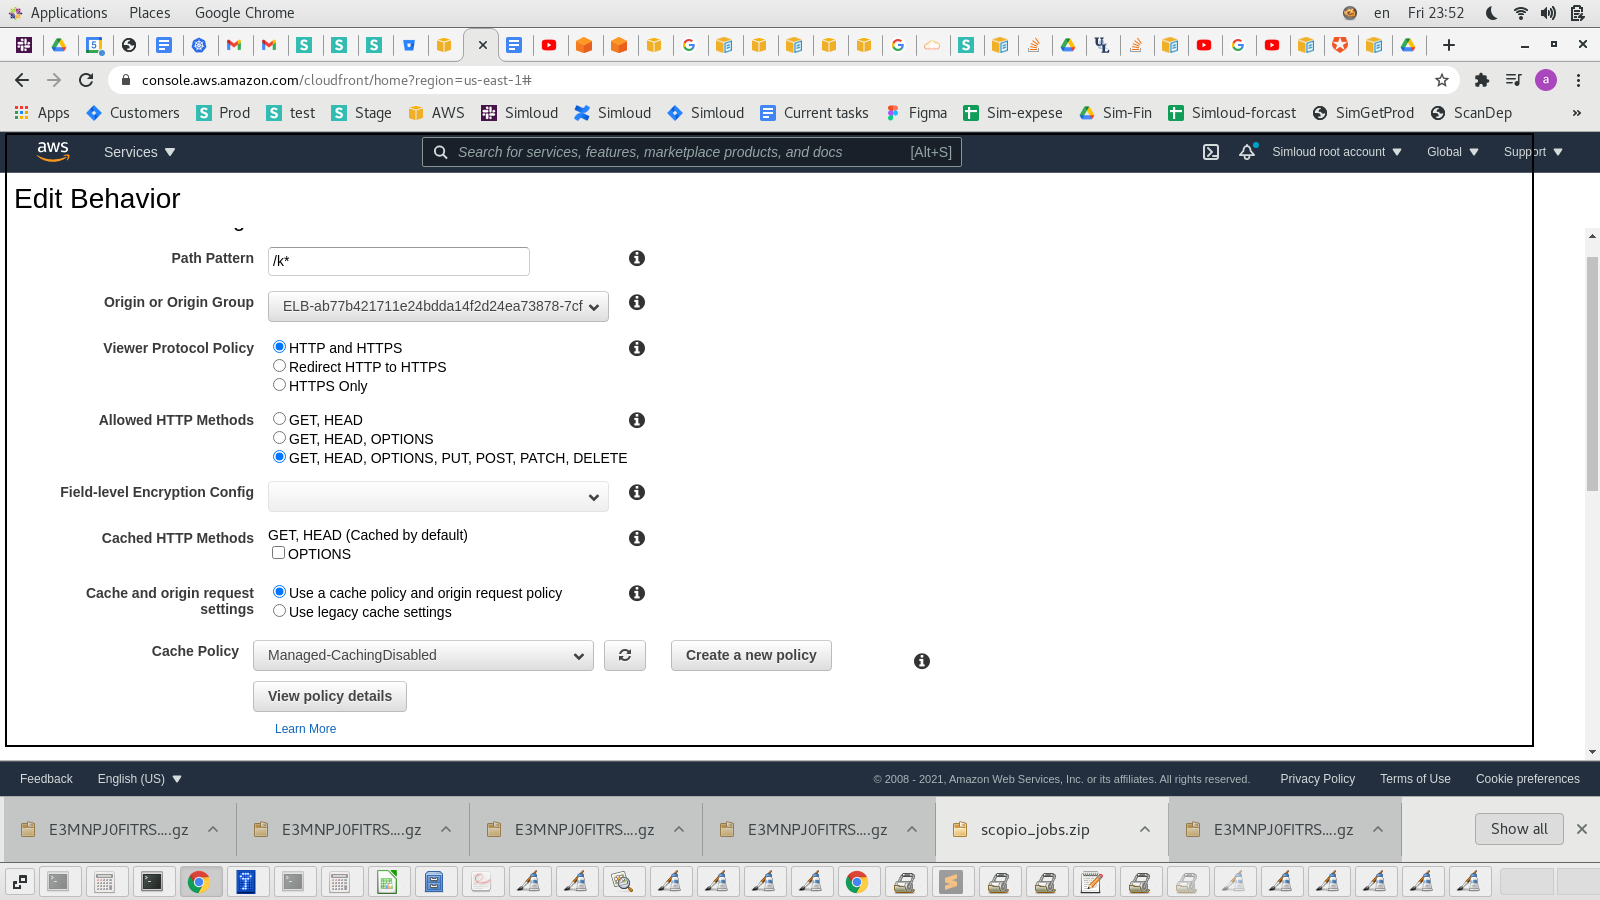 Applications Places Google Chrome en Fri 23:52
console.aws.amazon.com/cloudfront/home?region=us-east-1# a
Apps Customers Prod test Stage AWS Simloud Simloud Simloud Current tasks Figma Sim-expese Sim-Fin Simloud-forcast SimGetProd ScanDep »
aws Services Search for services, features, marketplace products, and docs [Alt+S] Simloud root account Global Support
Edit Behavior
Path Pattern /k*
Origin or Origin Group ELB-ab77b421711e24bdda14f2d24ea73878-7cf
Viewer Protocol Policy HTTP and HTTPS
Redirect HTTP to HTTPS
HTTPS Only
Allowed HTTP Methods GET, HEAD
GET, HEAD, OPTIONS
GET, HEAD, OPTIONS, PUT, POST, PATCH, DELETE
Field-level Encryption Config
Cached HTTP Methods GET, HEAD (Cached by default)
OPTIONS
Cache and origin request settings Use a cache policy and origin request policy
Use legacy cache settings
Cache Policy Managed-CachingDisabled Create a new policy
View policy details
Learn More
Feedback English (US) © 2008 - 2021, Amazon Web Services, Inc. or its affiliates. All rights reserved. Privacy Policy Terms of Use Cookie preferences
E3MNPJ0FITRS....gz E3MNPJ0FITRS....gz E3MNPJ0FITRS....gz E3MNPJ0FITRS....gz scopio_jobs.zip E3MNPJ0FITRS....gz Show all